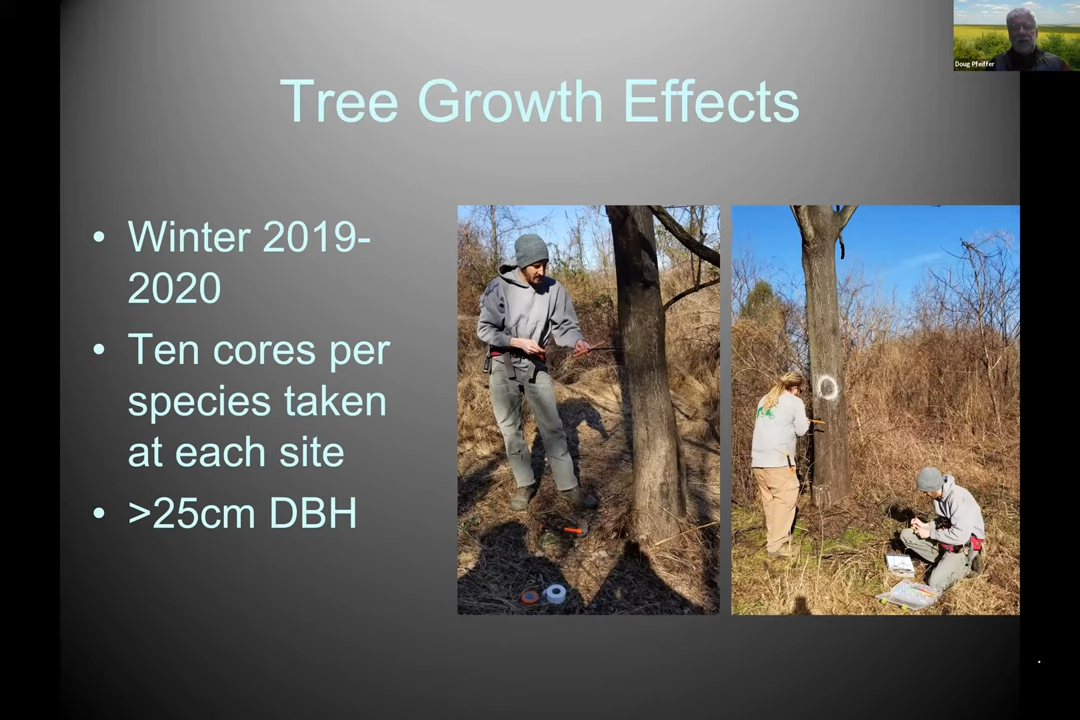 Doug Pfeiffer
Tree Growth Effects
• Winter 2019-
2020
• Ten cores per
species taken
at each site
• >25cm DBH